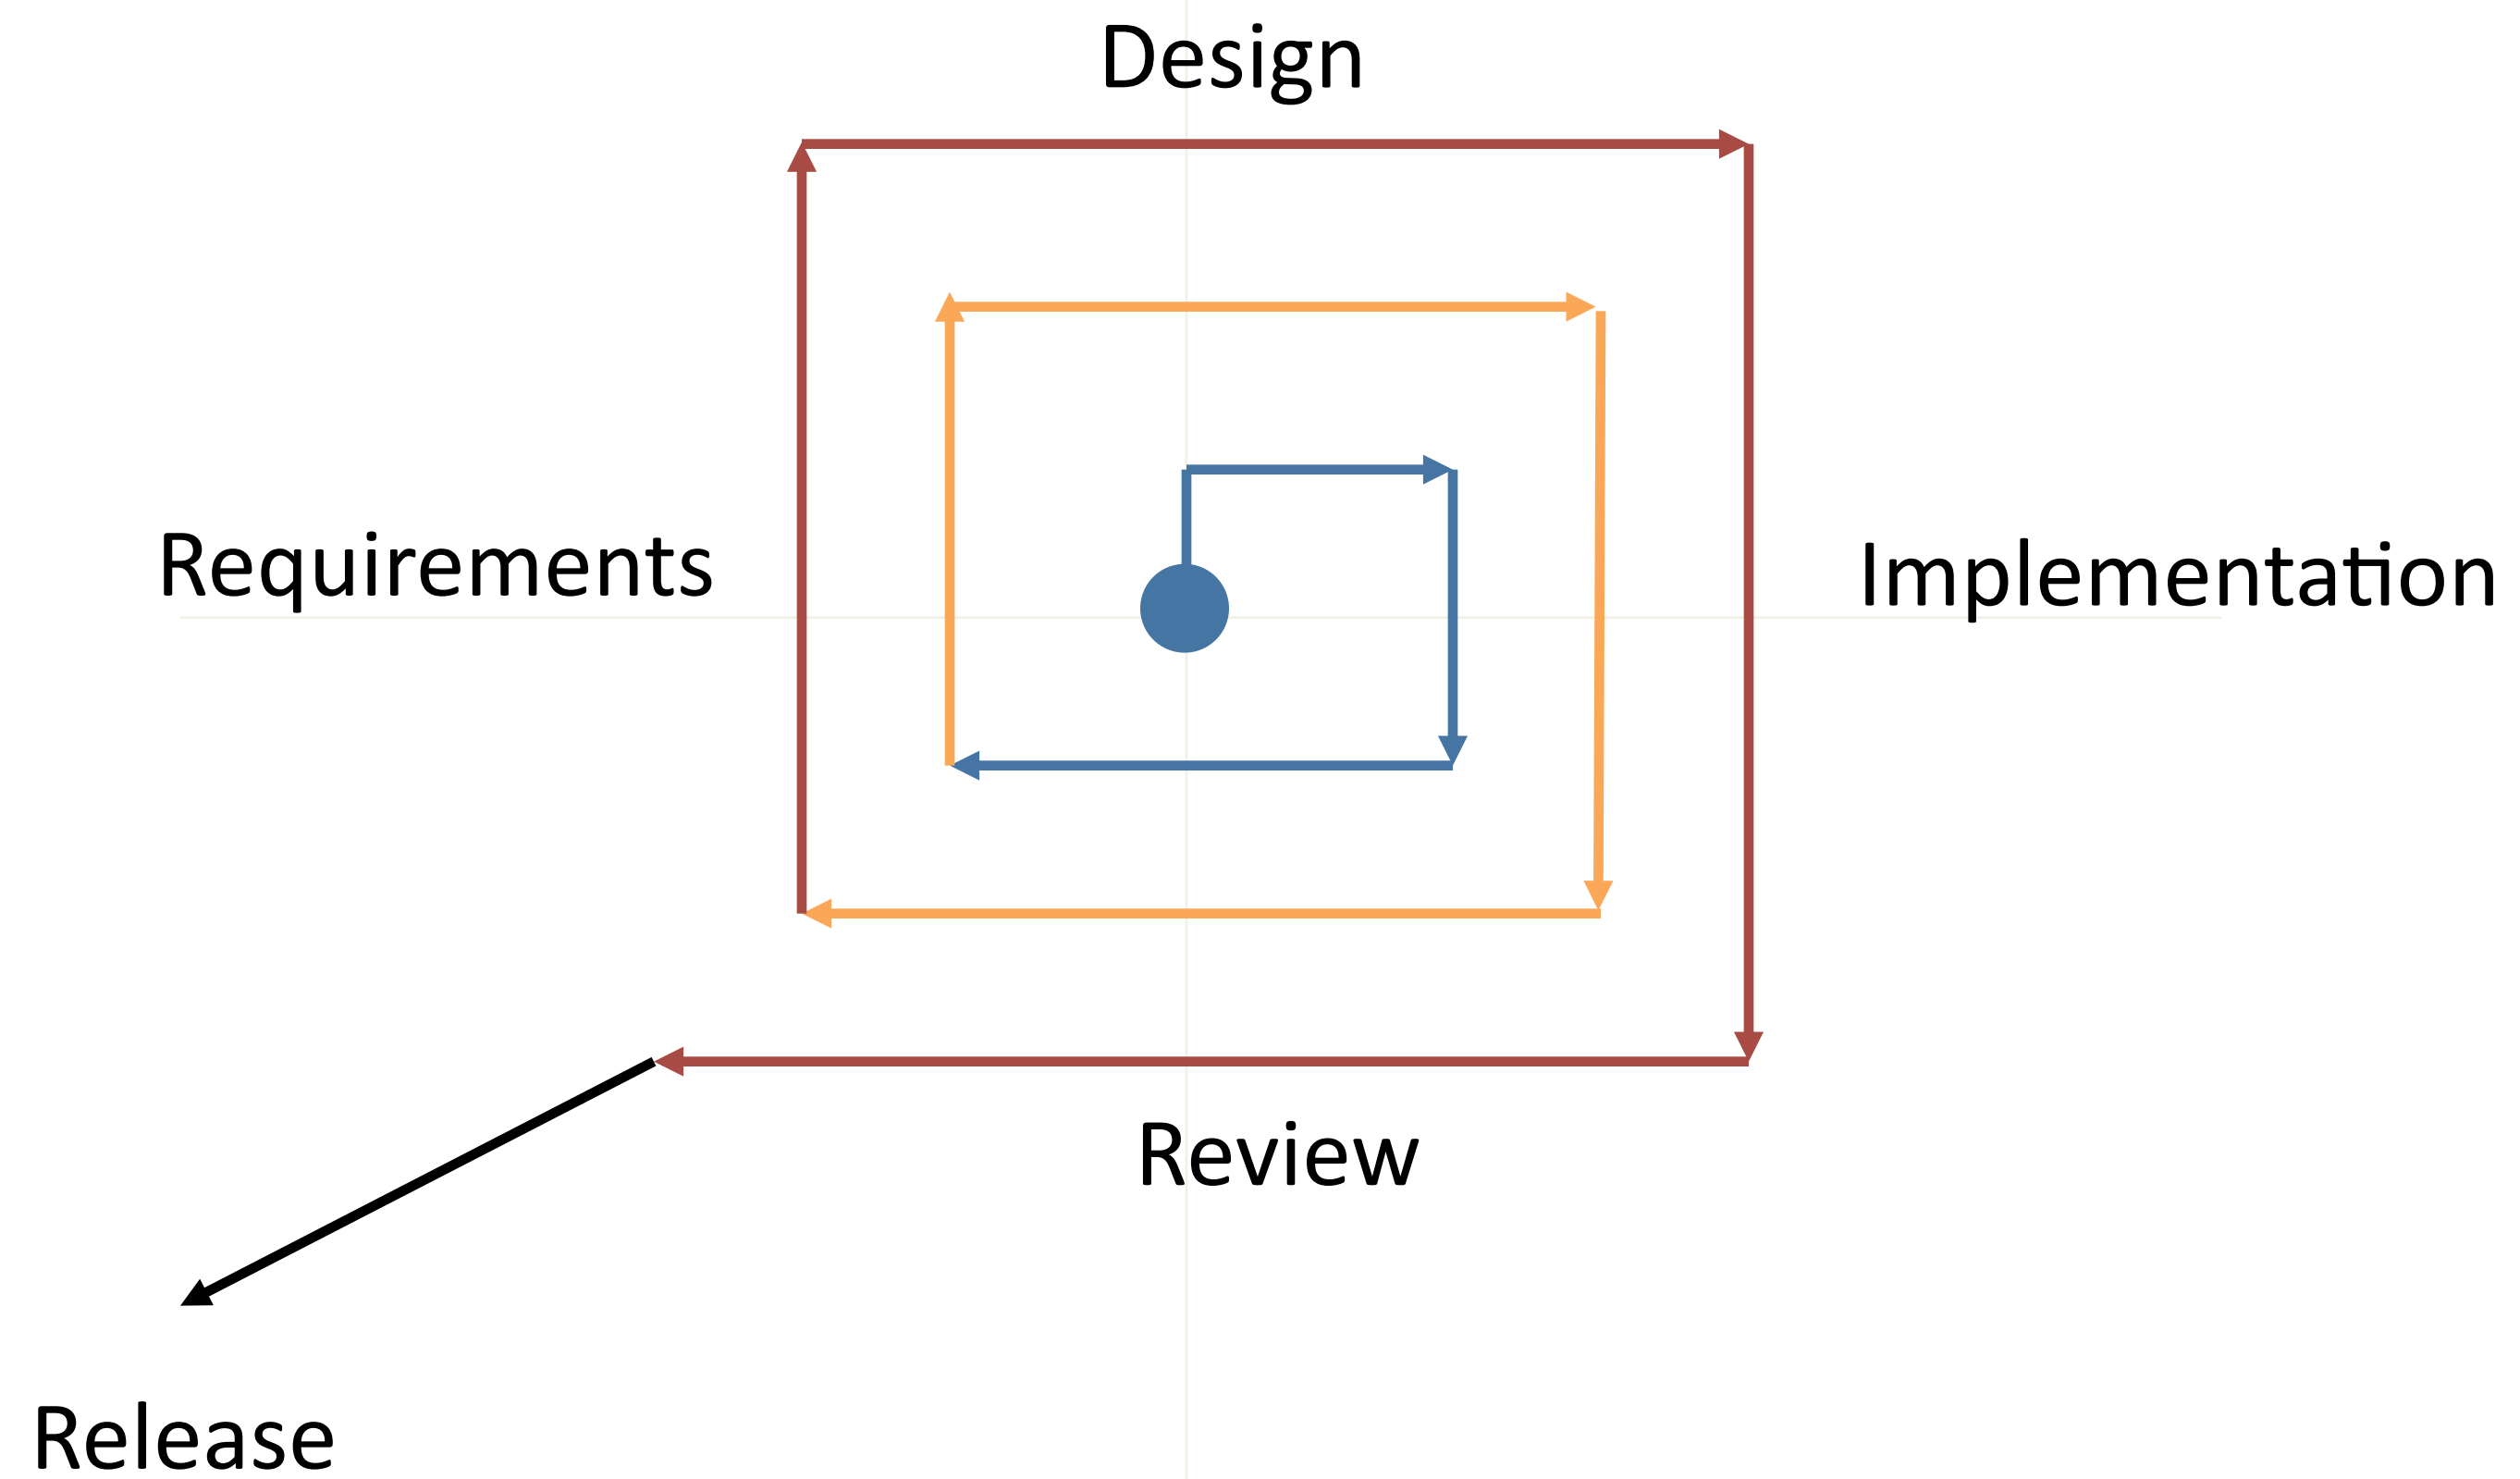 Design
Requirements
Implementation
Review
Release